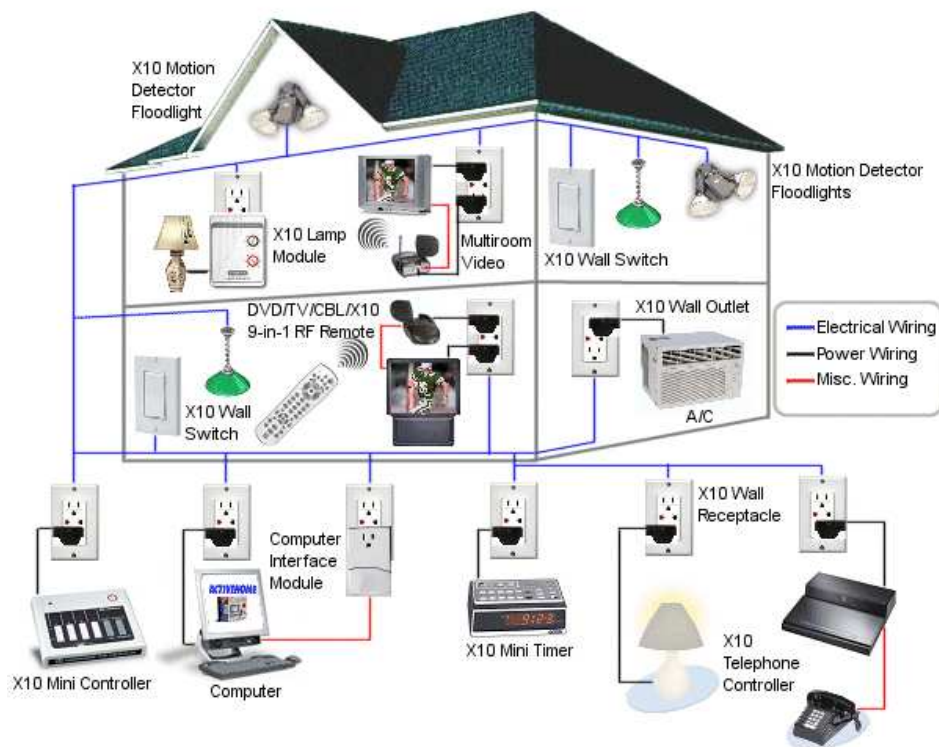 X10 Motion
Detector
Floodlight
X10 Motion Detector
Floodlights
X10 Lamp
Module
Multiroom
Video
X10 Wall Switch
DVD/TV/CBL/X10
9-in-1 RF Remote
X10 Wall Outlet
Electrical Wiring
Power Wiring
Misc. Wiring
X10 Wall
Switch
A/C
X10 Wall
Receptacle
Computer
Interface
Module
ACTIVEHOME
X10 Mini Controller
Computer
X10 Mini Timer
X10
Telephone
Controller